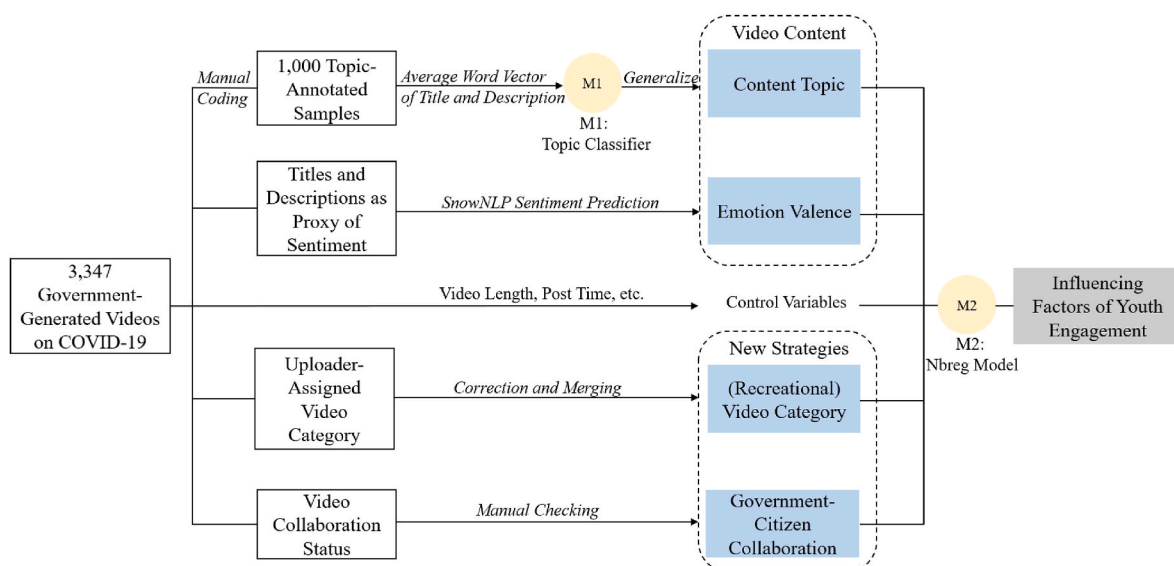 3,347
Government-
Generated Videos
on COVID-19
Manual
Coding
1,000 Topic-
Annotated
Samples
Average Word Vector
of Title and Description
M1
M1:
Topic Classifier
Generalize
Video Content
Content Topic
Titles and
Descriptions as
Proxy of
Sentiment
SnowNLP Sentiment Prediction
Emotion Valence
Video Length, Post Time, etc.
Control Variables
Uploader-
Assigned
Video
Category
Correction and Merging
New Strategies
(Recreational)
Video Category
Video
Collaboration
Status
Manual Checking
Government-
Citizen
Collaboration
M2
M2:
Nbreg Model
Influencing
Factors of Youth
Engagement